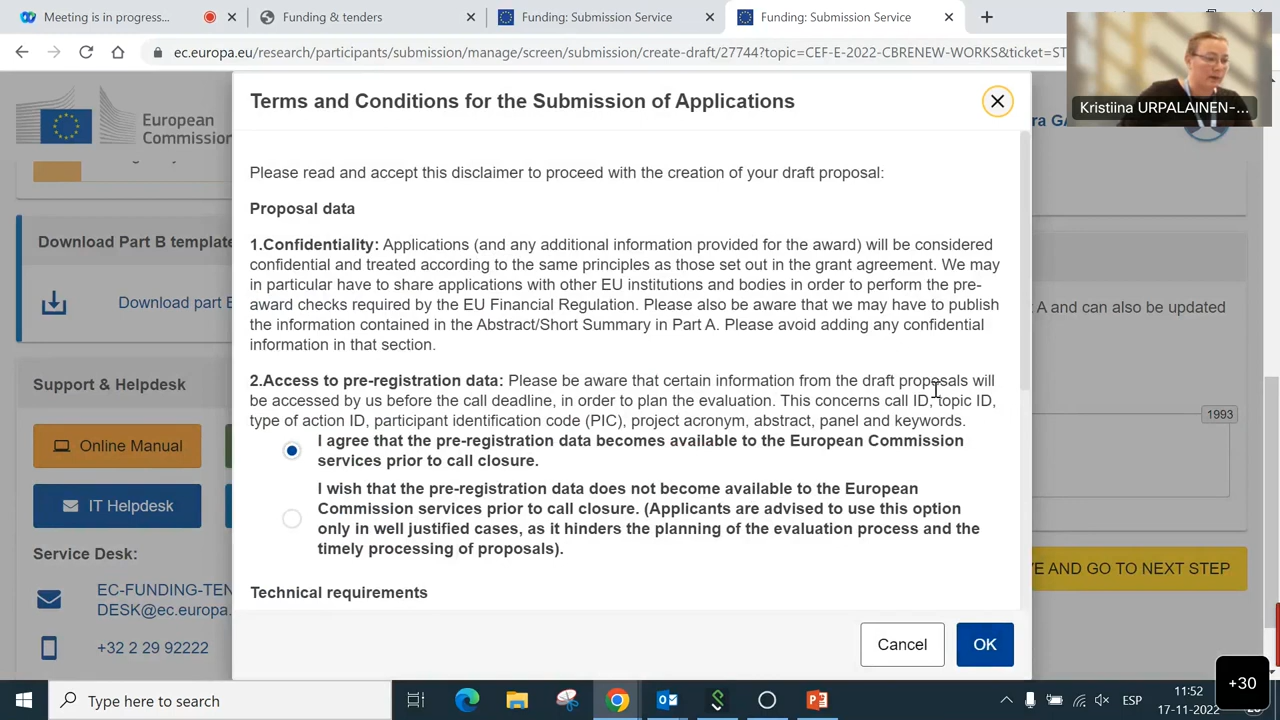 Meeting is in progress...
Funding & tenders
Funding: Submission Service
Funding: Submission Service
ec.europa.eu/research/participants/submission/manage/screen/submission/create-draft/27744?topic=CEF-E-2022-CBRENEW-WORKS&ticket=ST
Kristiina URPALAINEN-...
European
Commission
Terms and Conditions for the Submission of Applications
Please read and accept this disclaimer to proceed with the creation of your draft proposal:
Proposal data
1.Confidentiality: Applications (and any additional information provided for the award) will be considered
confidential and treated according to the same principles as those set out in the grant agreement. We may
in particular have to share applications with other EU institutions and bodies in order to perform the pre-
award checks required by the EU Financial Regulation. Please also be aware that we may have to publish
the information contained in the Abstract/Short Summary in Part A. Please avoid adding any confidential
information in that section.
2.Access to pre-registration data: Please be aware that certain information from the draft proposals will
be accessed by us before the call deadline, in order to plan the evaluation. This concerns call ID, topic ID,
type of action ID, participant identification code (PIC), project acronym, abstract, panel and keywords.
I agree that the pre-registration data becomes available to the European Commission
services prior to call closure.
I wish that the pre-registration data does not become available to the European
Commission services prior to call closure. (Applicants are advised to use this option
only in well justified cases, as it hinders the planning of the evaluation process and the
timely processing of proposals).
Technical requirements
Cancel
OK
Download Part B templat
Download part
A and can also be updated
1993
Support & Helpdesk
Online Manual
IT Helpdesk
Service Desk:
EC-FUNDING-TEN
DESK@ec.europa.
+32 2 29 92222
E AND GO TO NEXT STEP
+30
Type here to search
ESP
11:52
17-11-2022